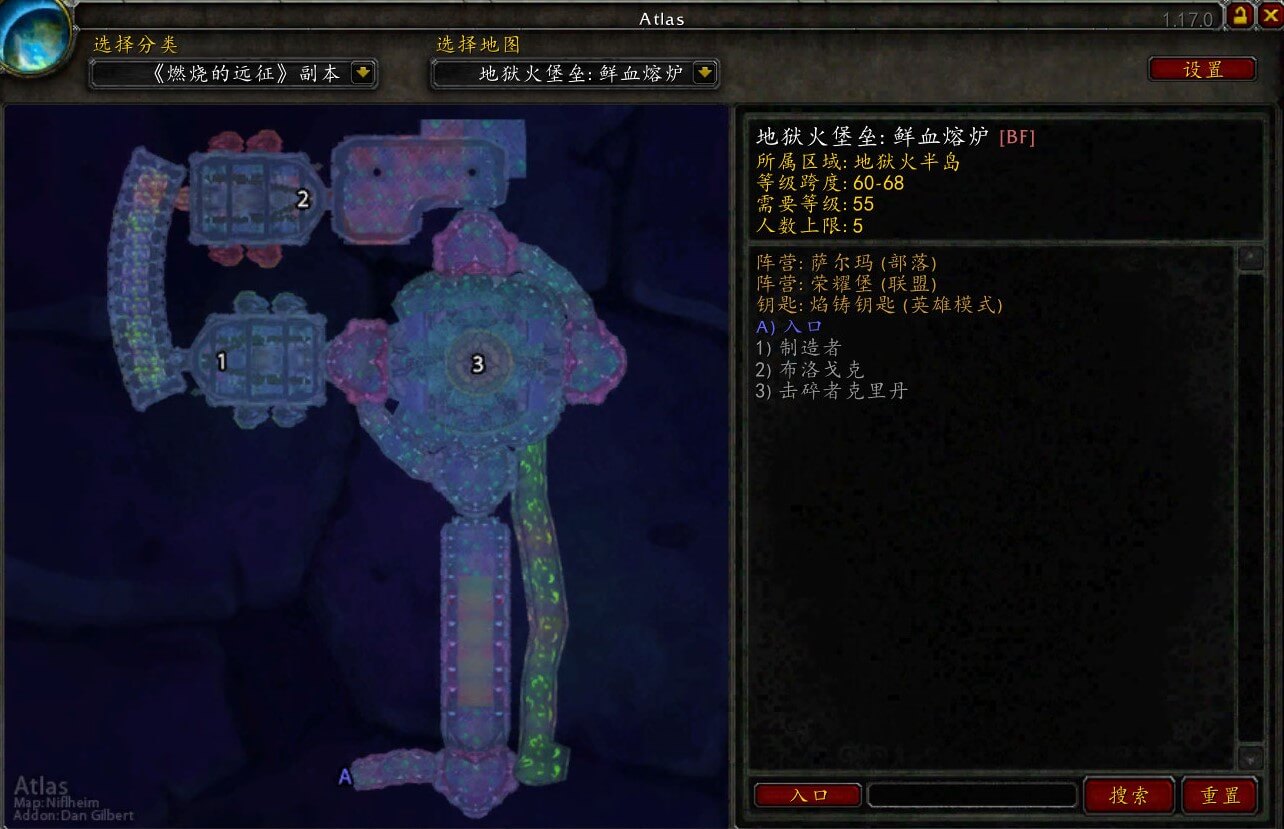 Atlas
1.17.0
选择分类
选择地图
《燃烧的远征》副本
地狱火堡垒: 鲜血熔炉
设置
地狱火堡垒: 鲜血熔炉 [BF]
所属区域: 地狱火半岛
等级跨度: 60-68
需要等级: 55
人数上限: 5
阵营: 萨尔玛 (部落)
阵营: 荣耀堡 (联盟)
钥匙: 焰铸钥匙 (英雄模式)
A) 入口
1) 制造者
2) 布洛戈克
3) 击碎者克里丹
2
1
3
A
Atlas
Map: Niflheim
Addon: Dan Gilbert
入口
搜索
重置